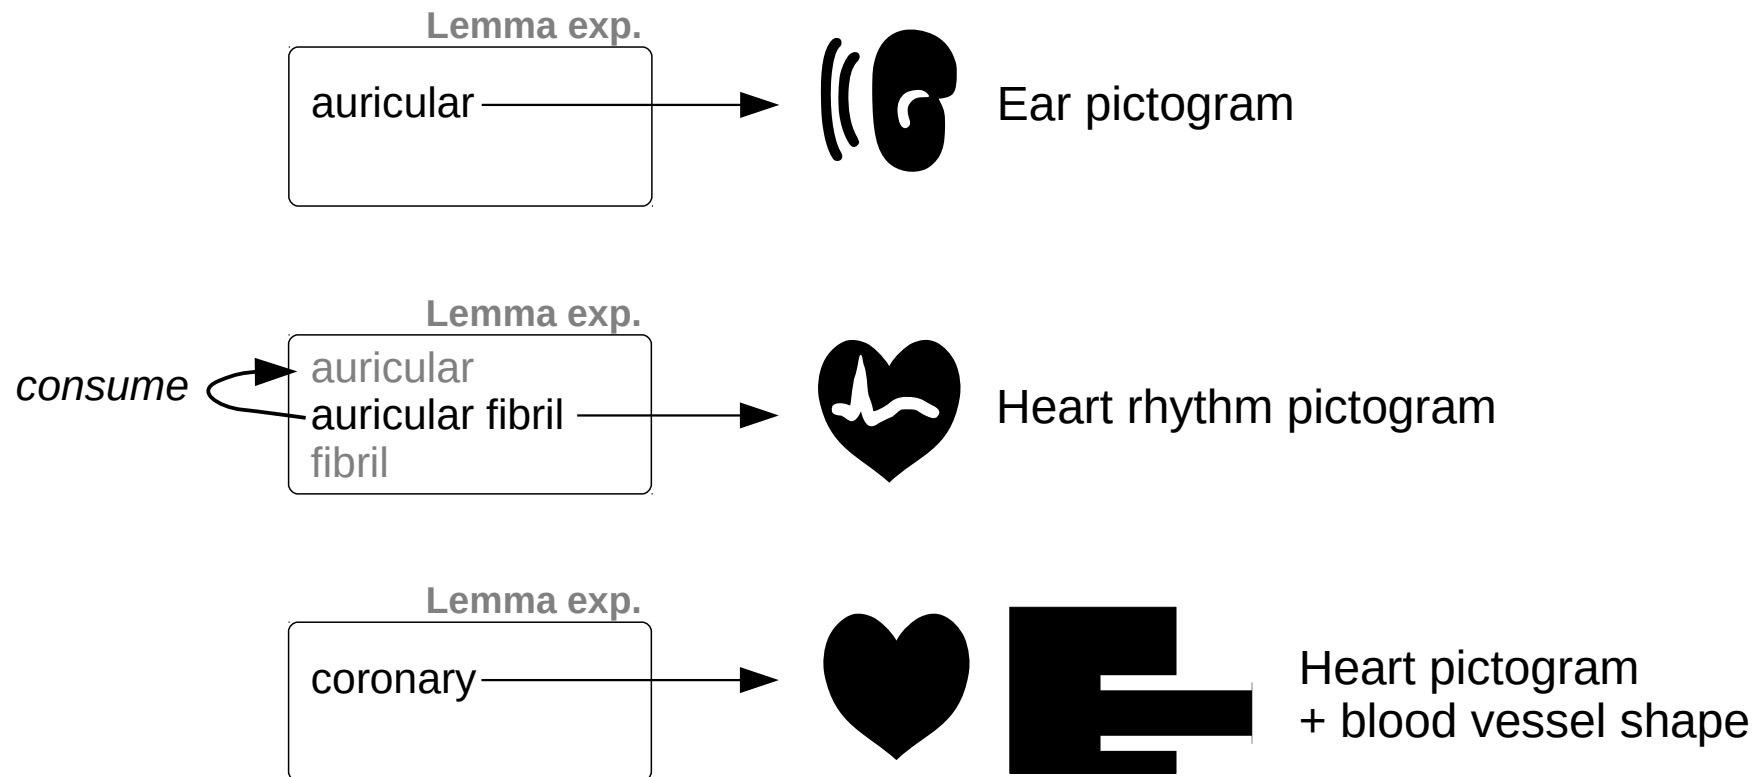 Lemma exp.
auricular
Ear pictogram
Lemma exp.
consume
auricular
auricular fibril
fibril
Heart rhythm pictogram
Lemma exp.
coronary
Heart pictogram
+ blood vessel shape